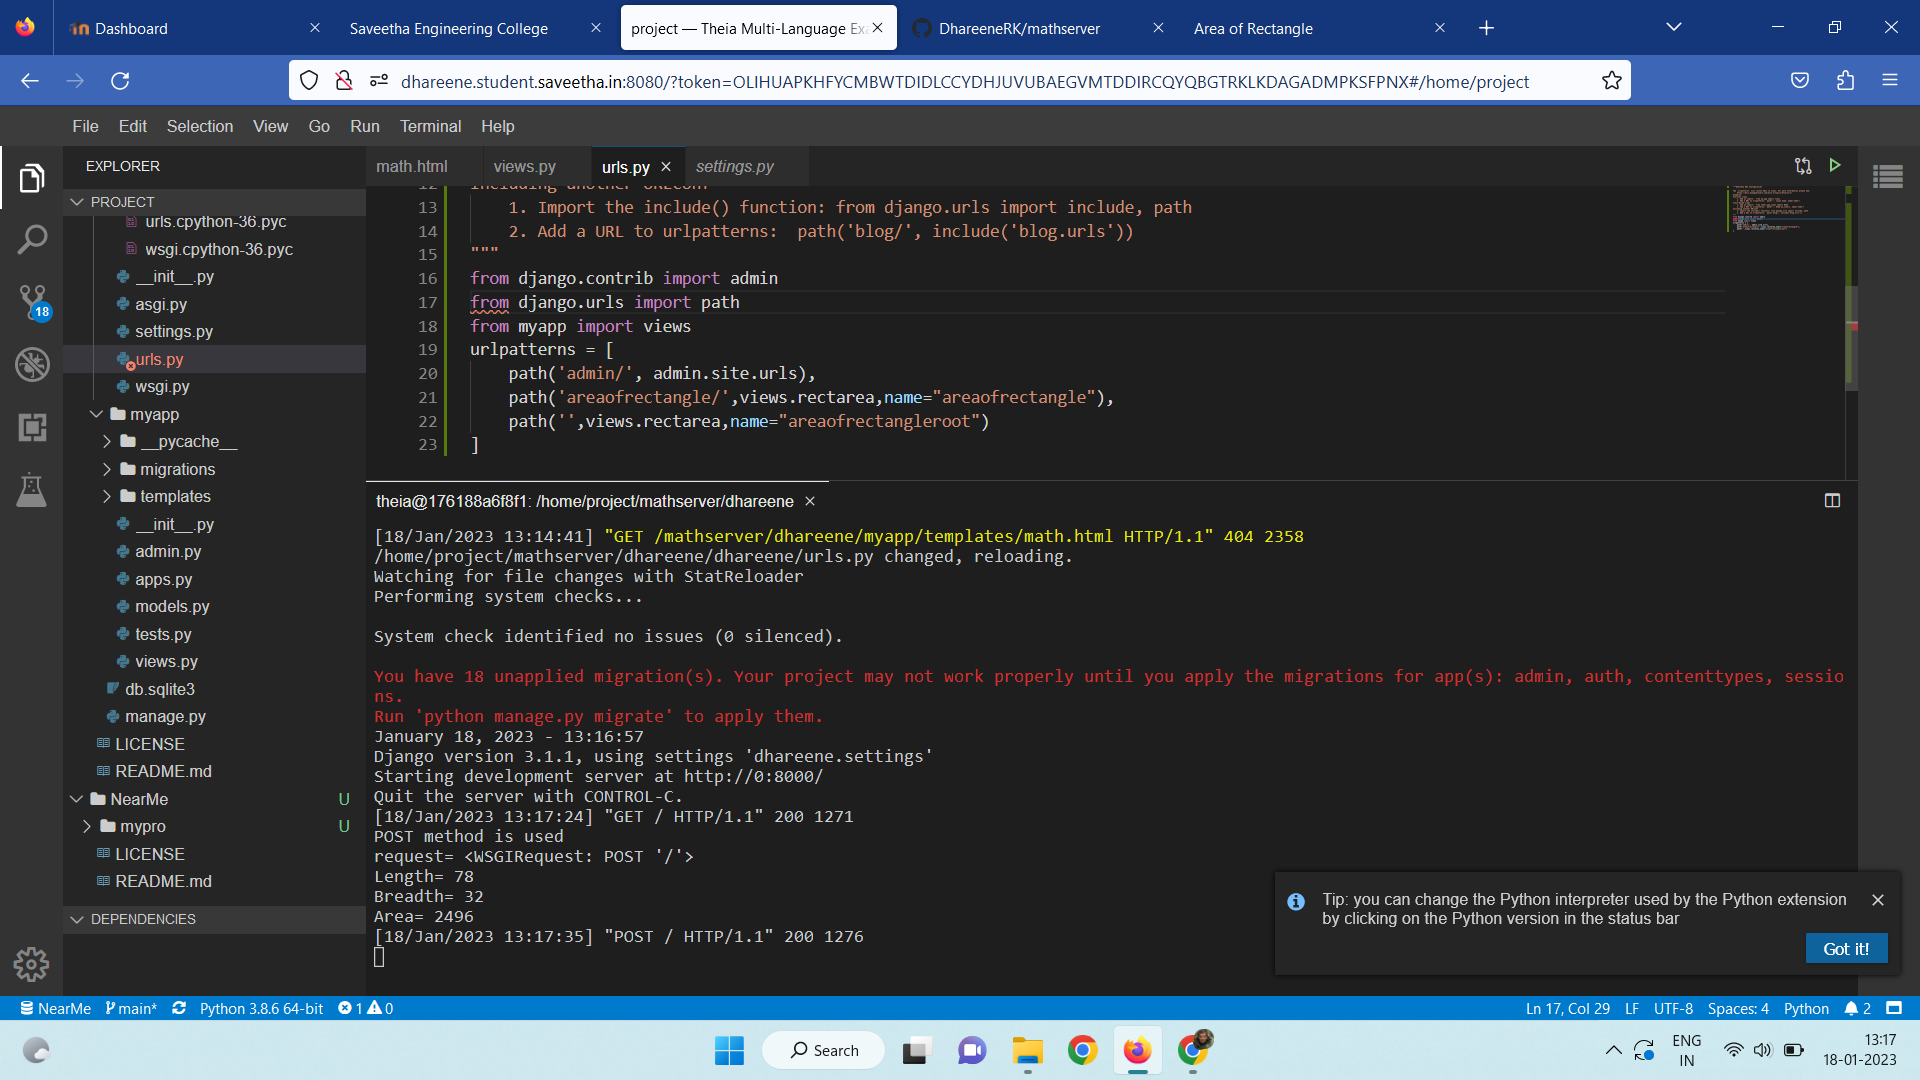 Dashboard
Saveetha Engineering College
project — Theia Multi-Language Ex
DhareeneRK/mathserver
Area of Rectangle
dhareene.student.saveetha.in:8080/?token=OLIHUAPKHFYCMBWTDIDLCCYDHJUVUBAEGVMTDDIRCQYQBGTRKLKDAGADMPKSFPNX#/home/project
File Edit Selection View Go Run Terminal Help
EXPLORER
PROJECT
urls.cpython-36.pyc
wsgi.cpython-36.pyc
__init__.py
asgi.py
settings.py
urls.py
wsgi.py
myapp
__pycache__
migrations
templates
__init__.py
admin.py
apps.py
models.py
tests.py
views.py
db.sqlite3
manage.py
LICENSE
README.md
NearMe U
mypro U
LICENSE
README.md
DEPENDENCIES
18
math.html views.py urls.py settings.py
12 Including another URLconf
13 1. Import the include() function: from django.urls import include, path
14 2. Add a URL to urlpatterns:  path('blog/', include('blog.urls'))
15 """
16 from django.contrib import admin
17 from django.urls import path
18 from myapp import views
19 urlpatterns = [
20 path('admin/', admin.site.urls),
21 path('areaofrectangle/',views.rectarea,name="areaofrectangle"),
22 path('',views.rectarea,name="areaofrectangleroot")
23 ]
theia@176188a6f8f1: /home/project/mathserver/dhareene
[18/Jan/2023 13:14:41] "GET /mathserver/dhareene/myapp/templates/math.html HTTP/1.1" 404 2358
/home/project/mathserver/dhareene/dhareene/urls.py changed, reloading.
Watching for file changes with StatReloader
Performing system checks...
System check identified no issues (0 silenced).
You have 18 unapplied migration(s). Your project may not work properly until you apply the migrations for app(s): admin, auth, contenttypes, sessio
ns.
Run 'python manage.py migrate' to apply them.
January 18, 2023 - 13:16:57
Django version 3.1.1, using settings 'dhareene.settings'
Starting development server at http://0:8000/
Quit the server with CONTROL-C.
[18/Jan/2023 13:17:24] "GET / HTTP/1.1" 200 1271
POST method is used
request= <WSGIRequest: POST '/'>
Length= 78
Breadth= 32
Area= 2496
[18/Jan/2023 13:17:35] "POST / HTTP/1.1" 200 1276
Tip: you can change the Python interpreter used by the Python extension
by clicking on the Python version in the status bar
Got it!
NearMe main* Python 3.8.6 64-bit 1 0
Ln 17, Col 29 LF UTF-8 Spaces: 4 Python 2
Search
ENG
IN
13:17
18-01-2023